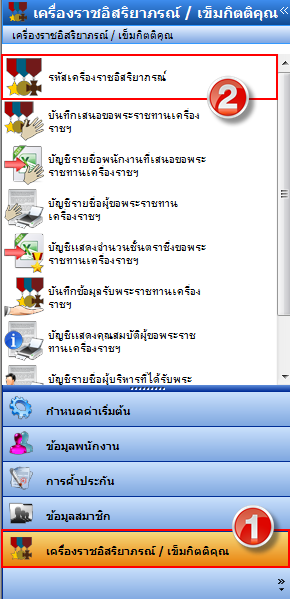 เครื่องราชอิสริยาภรณ์ / เข็มกิตติคุณ
เครื่องราชอิสริยาภรณ์ / เข็มกิตติคุณ
รหัสเครื่องราชอิสริยาภรณ์
2
บันทึกเสนอขอพระราชทานเครื่อง
ราชฯ
บัญชีรายชื่อพนักงานที่เสนอขอพระ
ราชทานเครื่องราชฯ
บัญชีรายชื่อผู้ขอพระราชทาน
เครื่องราชฯ
บัญชีแสดงจำนวนชั้นตราซึ่งขอพระ
ราชทานเครื่องราชฯ
บันทึกข้อมูลรับพระราชทานเครื่อง
ราชฯ
บัญชีแสดงคุณสมบัติผู้ขอพระราช
ทานเครื่องราชฯ
บัญชีรายชื่อผู้บริหารที่ได้รับพระ
กำหนดค่าเริ่มต้น
ข้อมูลพนักงาน
การค้ำประกัน
ข้อมูลสมาชิก
1
เครื่องราชอิสริยาภรณ์ / เข็มกิตติคุณ